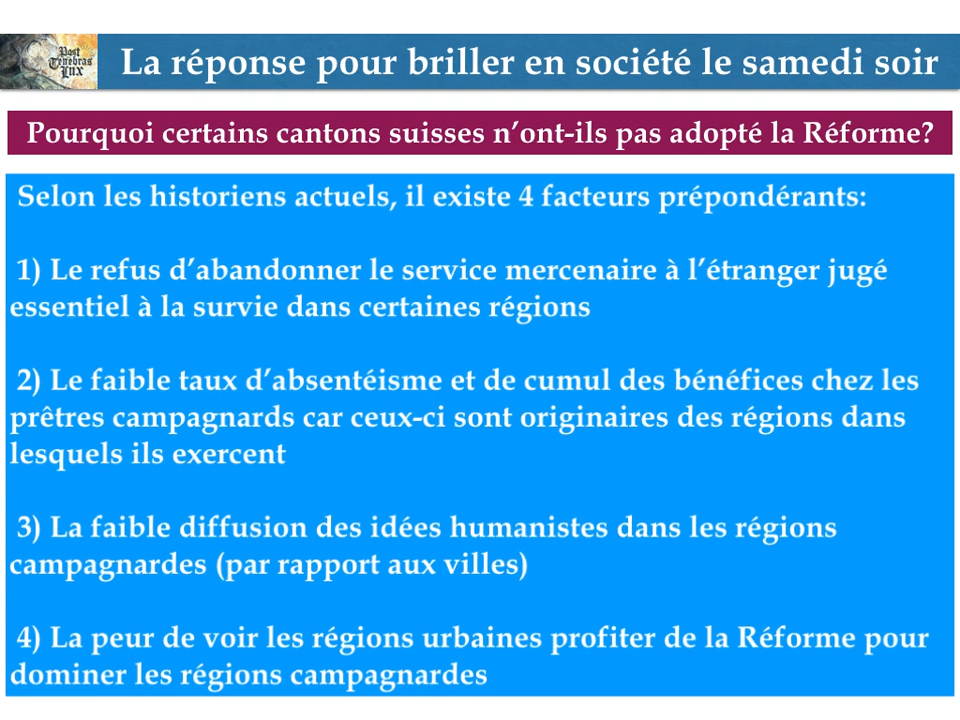 Post
Tenebras
Lux
La réponse pour briller en société le samedi soir
Pourquoi certains cantons suisses n’ont-ils pas adopté la Réforme?
Selon les historiens actuels, il existe 4 facteurs prépondérants:
1) Le refus d’abandonner le service mercenaire à l’étranger jugé
essentiel à la survie dans certaines régions
2) Le faible taux d’absentéisme et de cumul des bénéfices chez les
prêtres campagnards car ceux-ci sont originaires des régions dans
lesquels ils exercent
3) La faible diffusion des idées humanistes dans les régions
campagnardes (par rapport aux villes)
4) La peur de voir les régions urbaines profiter de la Réforme pour
dominer les régions campagnardes